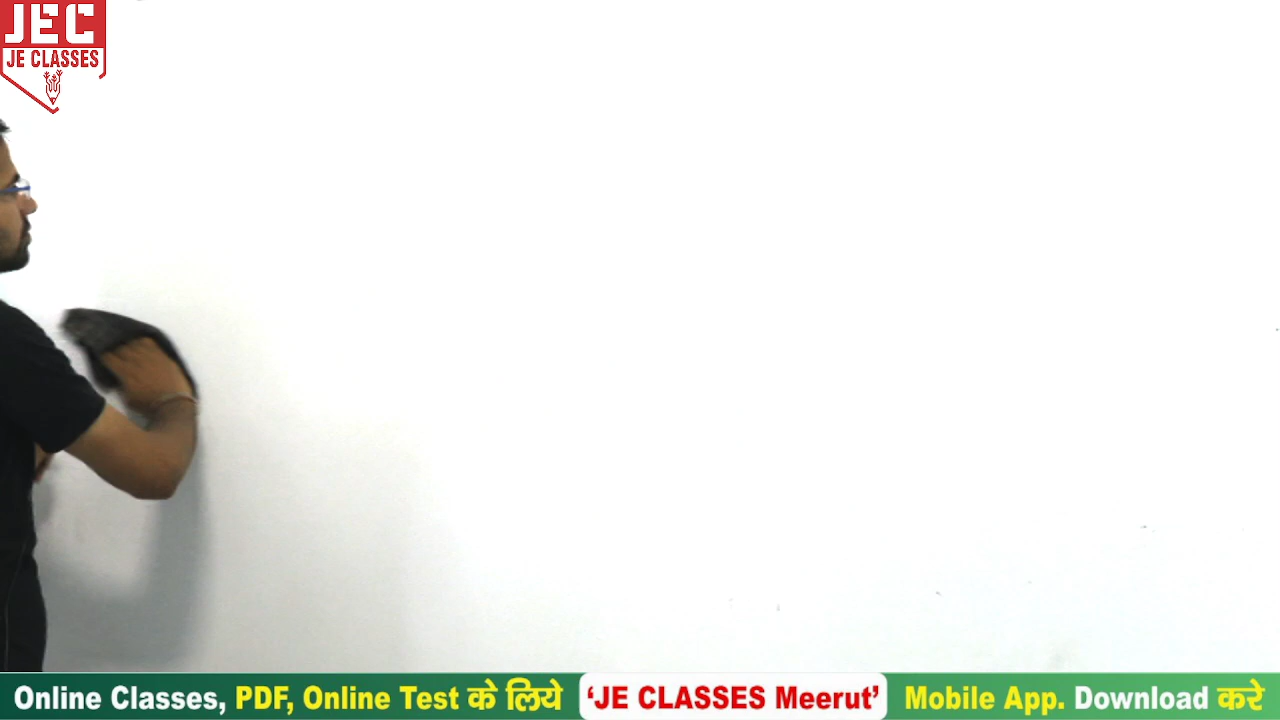 JEC
JE CLASSES
Online Classes, PDF, Online Test के लिये 'JE CLASSES Meerut' Mobile App. Download करे